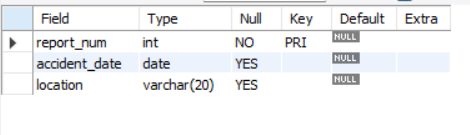 Field Type Null Key Default Extra
report_num int NO PRI NULL
accident_date date YES NULL
location varchar(20) YES NULL